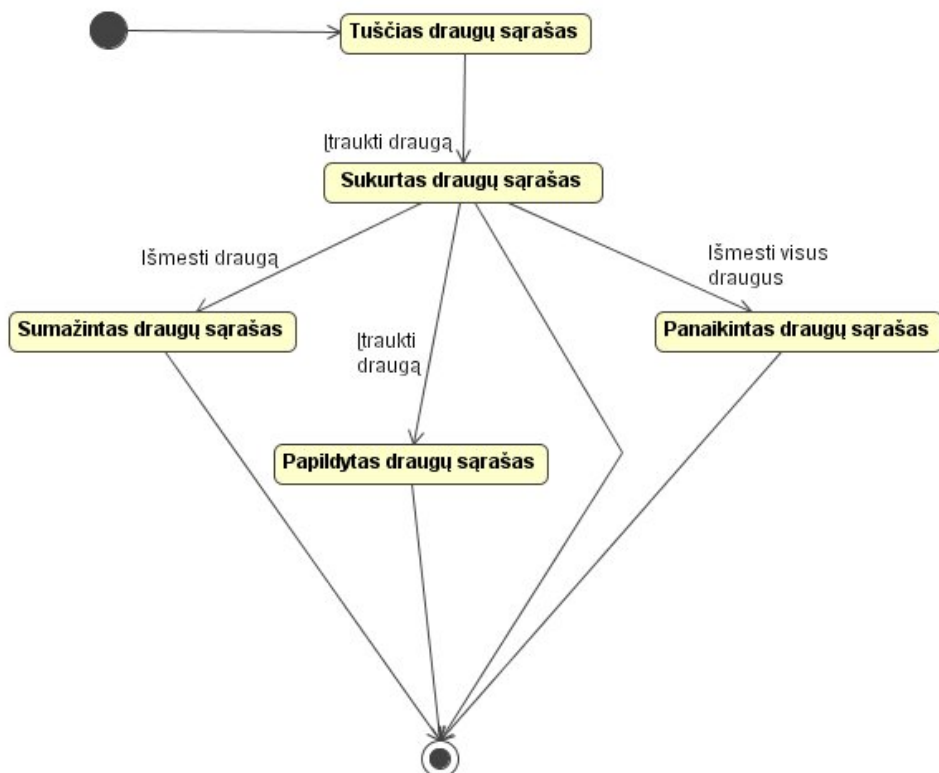 Tuščias draugų sąrašas
Įtraukti draugą
Sukurtas draugų sąrašas
Išmesti draugą
Išmesti visus
draugus
Sumažintas draugų sąrašas
Įtraukti
draugą
Panaikintas draugų sąrašas
Papildytas draugų sąrašas